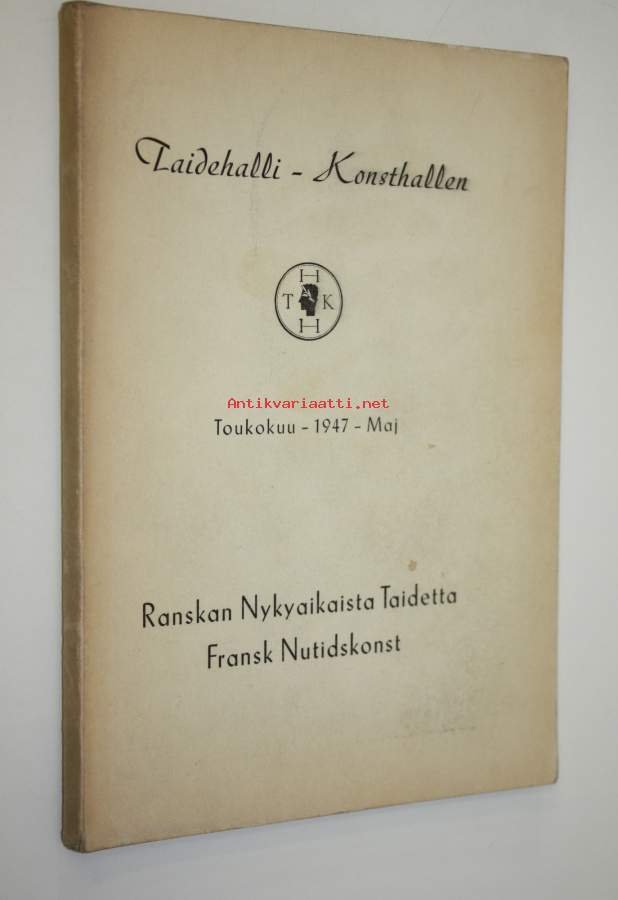 Taidehalli - Konsthallen
H
T K
H
Antikvariaatti.net
Toukokuu - 1947 - Maj
Ranskan Nykyaikaista Taidetta
Fransk Nutidskonst